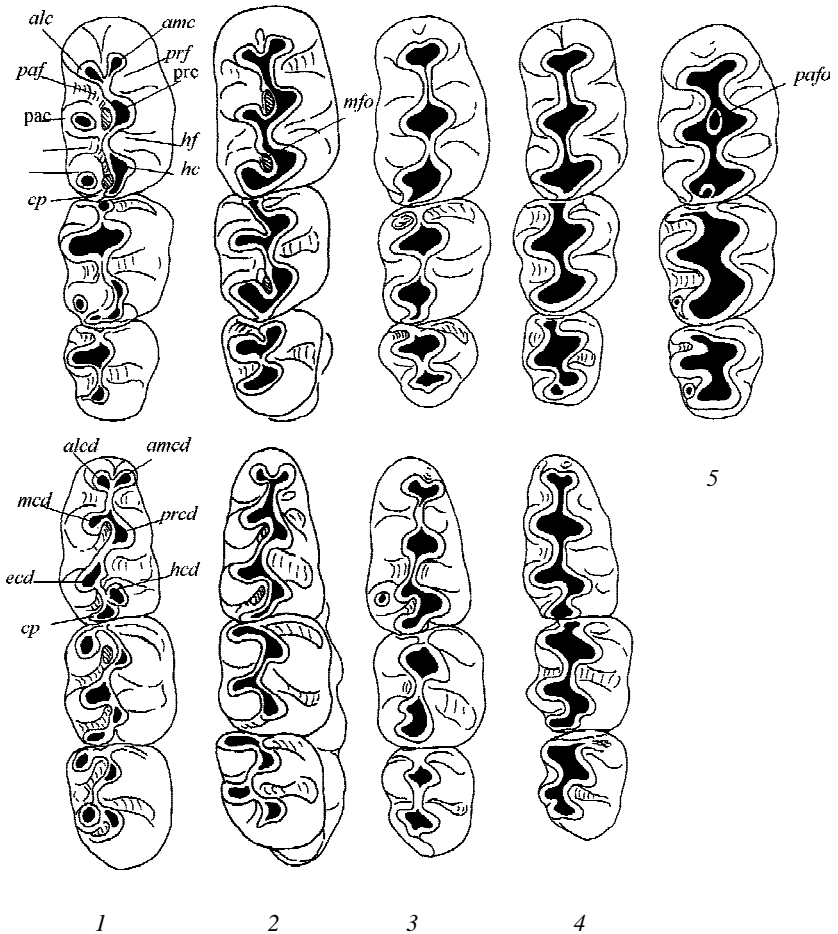 alc amc
prf
paf prc
pac mfo pafo
hf
hc
cp
5
alcd amcd
mcd prcd
ecd hcd
cp
1 2 3 4